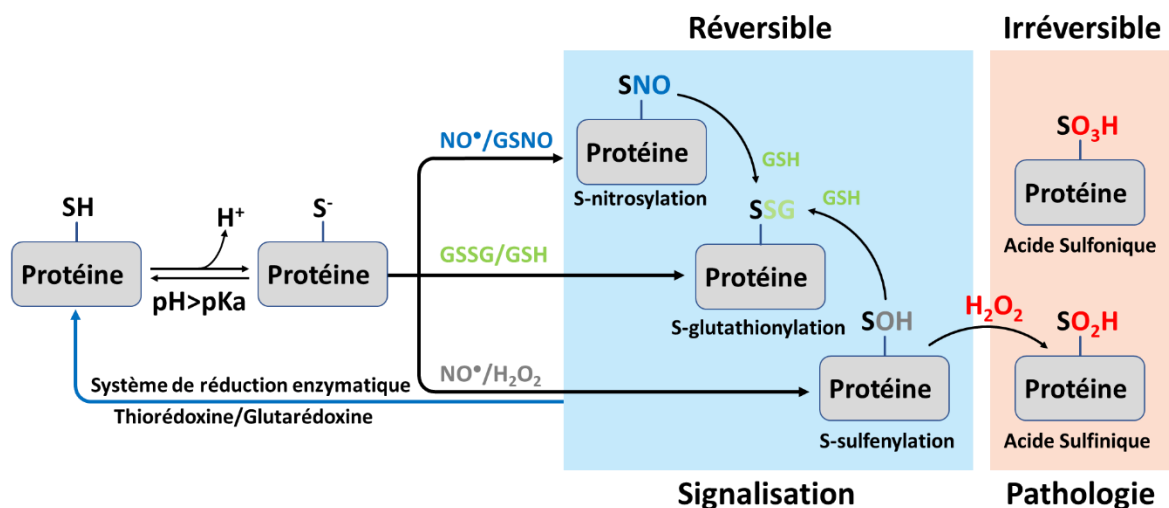 Réversible
Irréversible
SNO
NO•/GSNO
Protéine
S-nitrosylation
GSH
SO₃H
Protéine
Acide Sulfonique
SH
H⁺
S⁻
GSH
SSG
Protéine
pH>pKa
Protéine
GSSG/GSH
Protéine
S-glutathionylation
SOH
H₂O₂
SO₂H
Système de réduction enzymatique
Thiorédoxine/Glutarédoxine
NO•/H₂O₂
Protéine
S-sulfenylation
Protéine
Acide Sulfinique
Signalisation
Pathologie